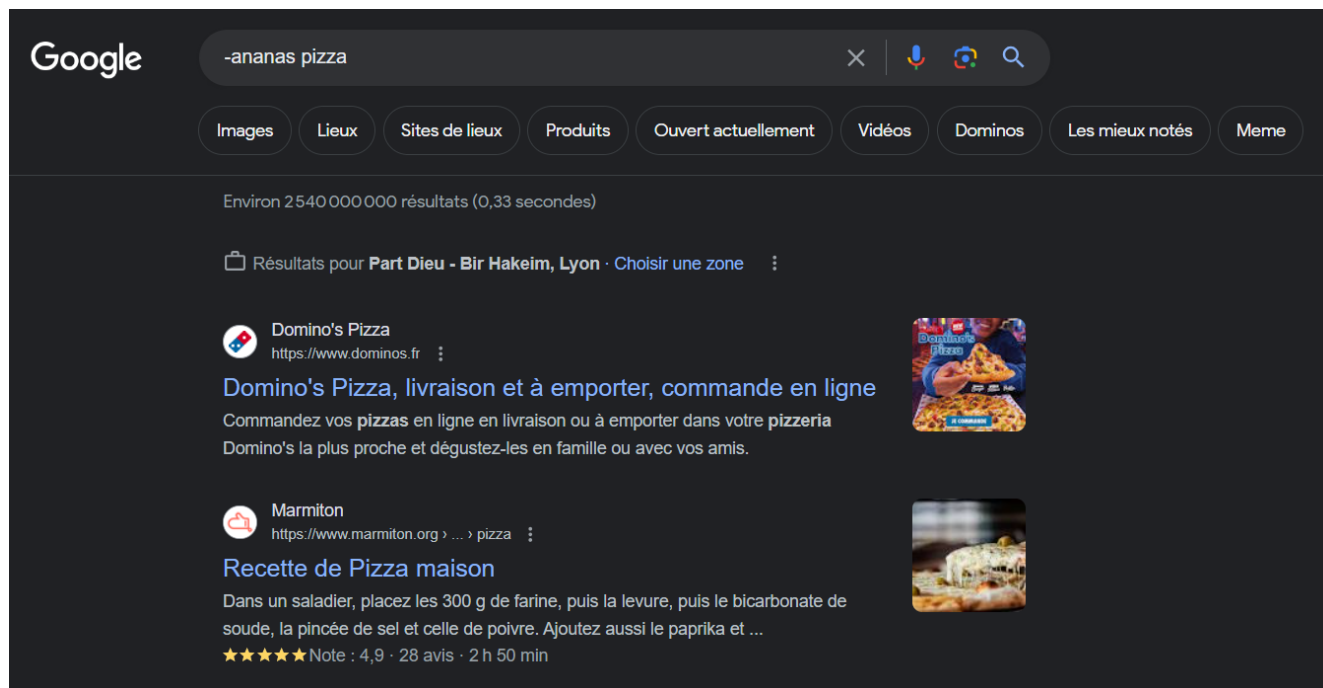 Google
-ananas pizza
Images Lieux Sites de lieux Produits Ouvert actuellement Vidéos Dominos Les mieux notés Meme
Environ 2 540 000 000 résultats (0,33 secondes)
Résultats pour Part Dieu - Bir Hakeim, Lyon · Choisir une zone
Domino's Pizza
https://www.dominos.fr
Domino's Pizza, livraison et à emporter, commande en ligne
Commandez vos pizzas en ligne en livraison ou à emporter dans votre pizzeria
Domino's la plus proche et dégustez-les en famille ou avec vos amis.
Domino's
Pizza
JE COMMANDE
Marmiton
https://www.marmiton.org › ... › pizza
Recette de Pizza maison
Dans un saladier, placez les 300 g de farine, puis la levure, puis le bicarbonate de
soude, la pincée de sel et celle de poivre. Ajoutez aussi le paprika et ...
Note : 4,9 · 28 avis · 2 h 50 min